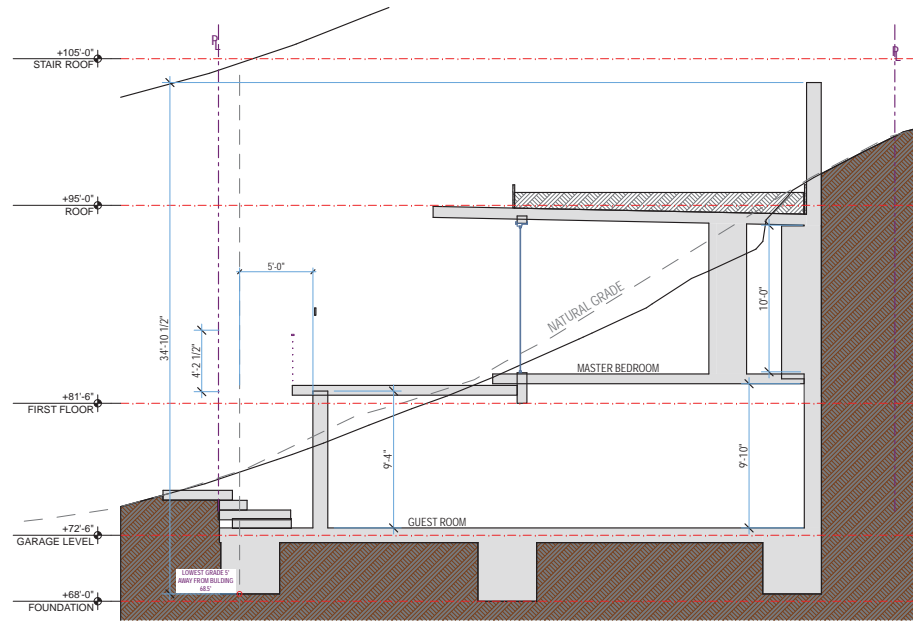 PL
PL
+105'-0"
STAIR ROOF
+95'-0"
ROOF
5'-0"
34'-10 1/2"
4'-2 1/2"
NATURAL GRADE
10'-0"
MASTER BEDROOM
+81'-6"
FIRST FLOOR
9'-4"
9'-10"
GUEST ROOM
+72'-6"
GARAGE LEVEL
LOWEST GRADE 5'
AWAY FROM BULDING
68.5'
+68'-0"
FOUNDATION